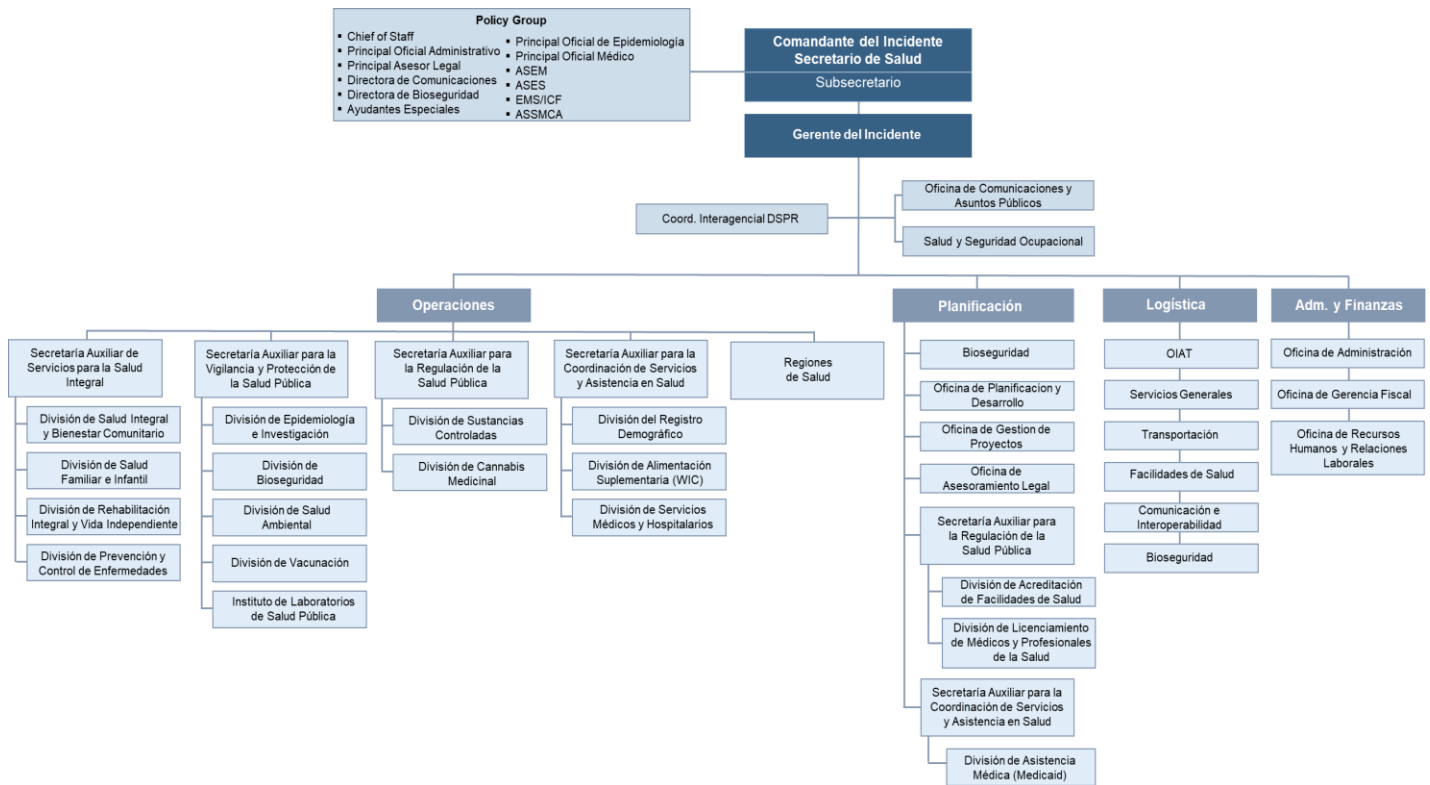 Policy Group
▪ Chief of Staff
▪ Principal Oficial Administrativo
▪ Principal Asesor Legal
▪ Directora de Comunicaciones
▪ Directora de Bioseguridad
▪ Ayudantes Especiales
▪ Principal Oficial de Epidemiología
▪ Principal Oficial Médico
▪ ASEM
▪ ASES
▪ EMS/ICF
▪ ASSMCA
Comandante del Incidente
Secretario de Salud
Subsecretario
Gerente del Incidente
Coord. Interagencial DSPR
Oficina de Comunicaciones y
Asuntos Públicos
Salud y Seguridad Ocupacional
Operaciones
Secretaría Auxiliar de
Servicios para la Salud
Integral
División de Salud Integral
y Bienestar Comunitario
División de Salud
Familiar e Infantil
División de Rehabilitación
Integral y Vida Independiente
División de Prevención y
Control de Enfermedades
Secretaría Auxiliar para la
Vigilancia y Protección de
la Salud Pública
División de Epidemiología
e Investigación
División de
Bioseguridad
División de Salud
Ambiental
División de Vacunación
Instituto de Laboratorios
de Salud Pública
Secretaría Auxiliar para
la Regulación de la
Salud Pública
División de Sustancias
Controladas
División de Cannabis
Medicinal
Secretaría Auxiliar para la
Coordinación de Servicios
y Asistencia en Salud
División del Registro
Demográfico
División de Alimentación
Suplementaria (WIC)
División de Servicios
Médicos y Hospitalarios
Regiones
de Salud
Planificación
Bioseguridad
Oficina de Planificacion y
Desarrollo
Oficina de Gestion de
Proyectos
Oficina de
Asesoramiento Legal
Secretaría Auxiliar para
la Regulación de la
Salud Pública
División de Acreditación
de Facilidades de Salud
División de Licenciamiento
de Médicos y Profesionales
de la Salud
Secretaría Auxiliar para la
Coordinación de Servicios
y Asistencia en Salud
División de Asistencia
Médica (Medicaid)
Logística
OIAT
Servicios Generales
Transportación
Facilidades de Salud
Comunicación e
Interoperabilidad
Bioseguridad
Adm. y Finanzas
Oficina de Administración
Oficina de Gerencia Fiscal
Oficina de Recursos
Humanos y Relaciones
Laborales